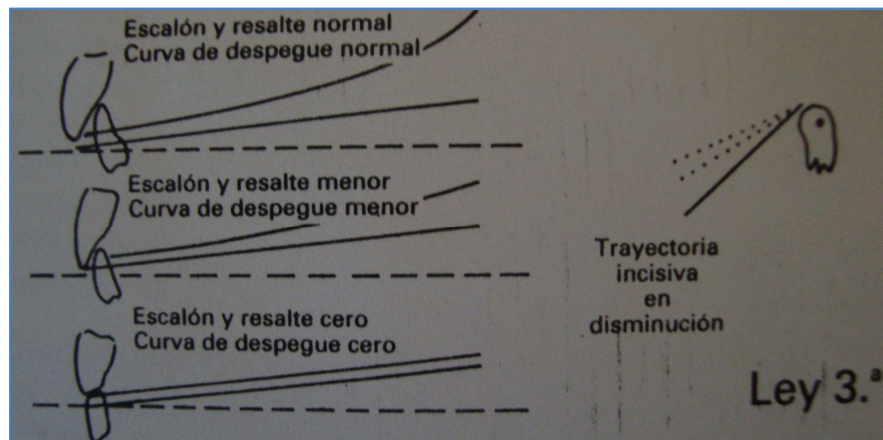 Escalón y resalte normal
Curva de despegue normal
Escalón y resalte menor
Curva de despegue menor
Escalón y resalte cero
Curva de despegue cero
Trayectoria
incisiva
en
disminución
Ley 3.ª